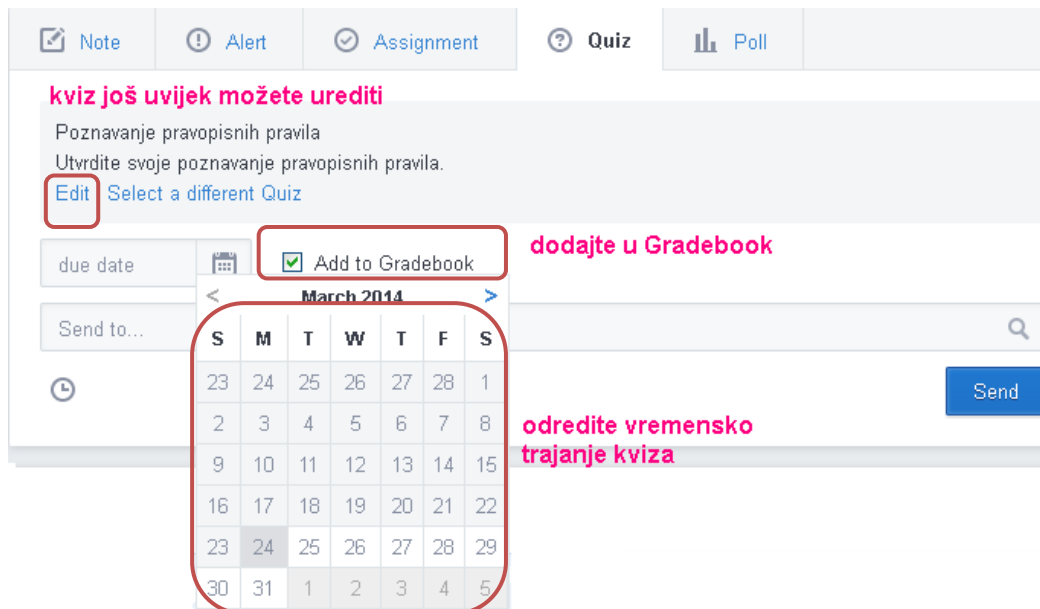 Note Alert Assignment Quiz Poll
kviz još uvijek možete urediti
Poznavanje pravopisnih pravila
Utvrdite svoje poznavanje pravopisnih pravila.
Edit Select a different Quiz
due date Add to Gradebook
dodajte u Gradebook
< March 2014 >
Send to...
S M T W T F S
23 24 25 26 27 28 1
Send
2 3 4 5 6 7 8
odredite vremensko
trajanje kviza
9 10 11 12 13 14 15
16 17 18 19 20 21 22
23 24 25 26 27 28 29
30 31 1 2 3 4 5